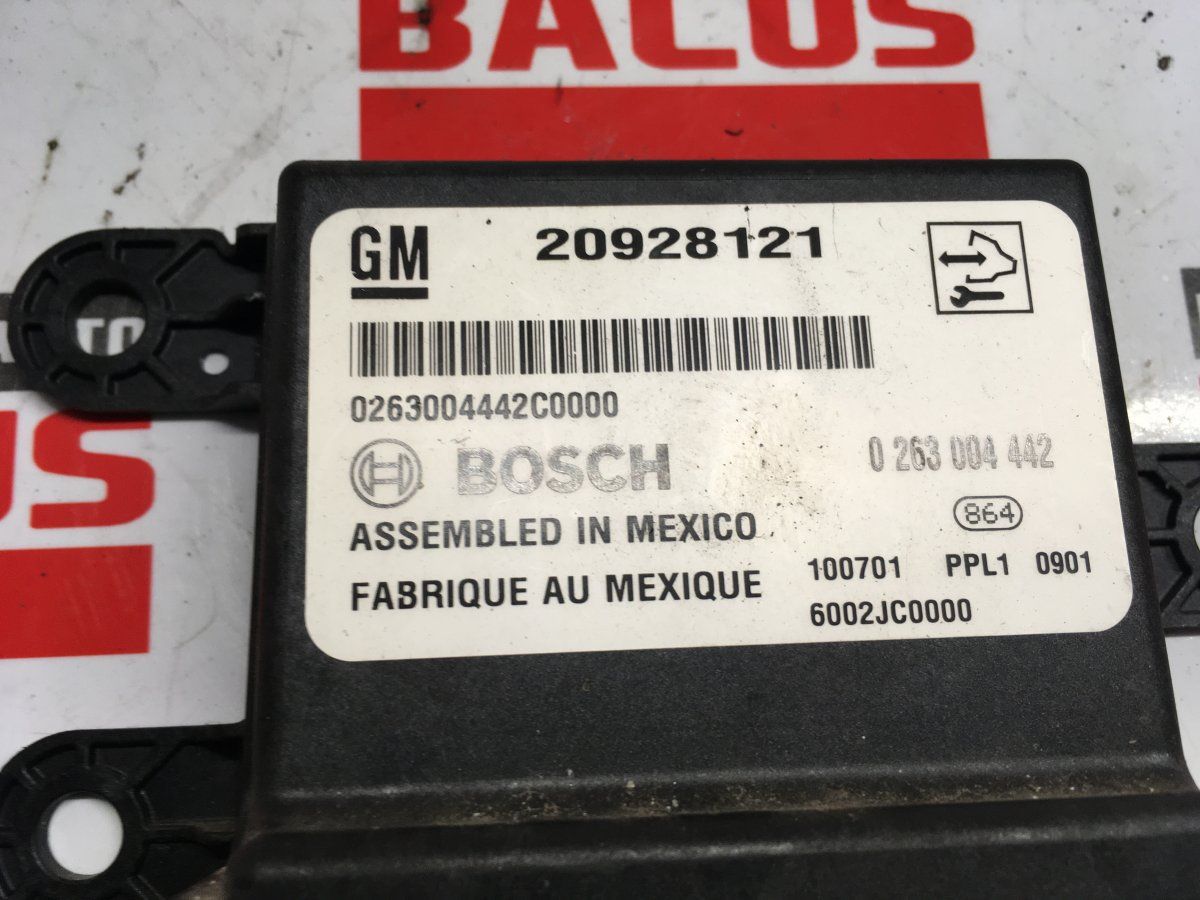 BACOS
GM 20928121
0263004442C0000
BOSCH 0 263 004 442
864
ASSEMBLED IN MEXICO
FABRIQUE AU MEXIQUE
100701 PPL1 0901
6002JC0000